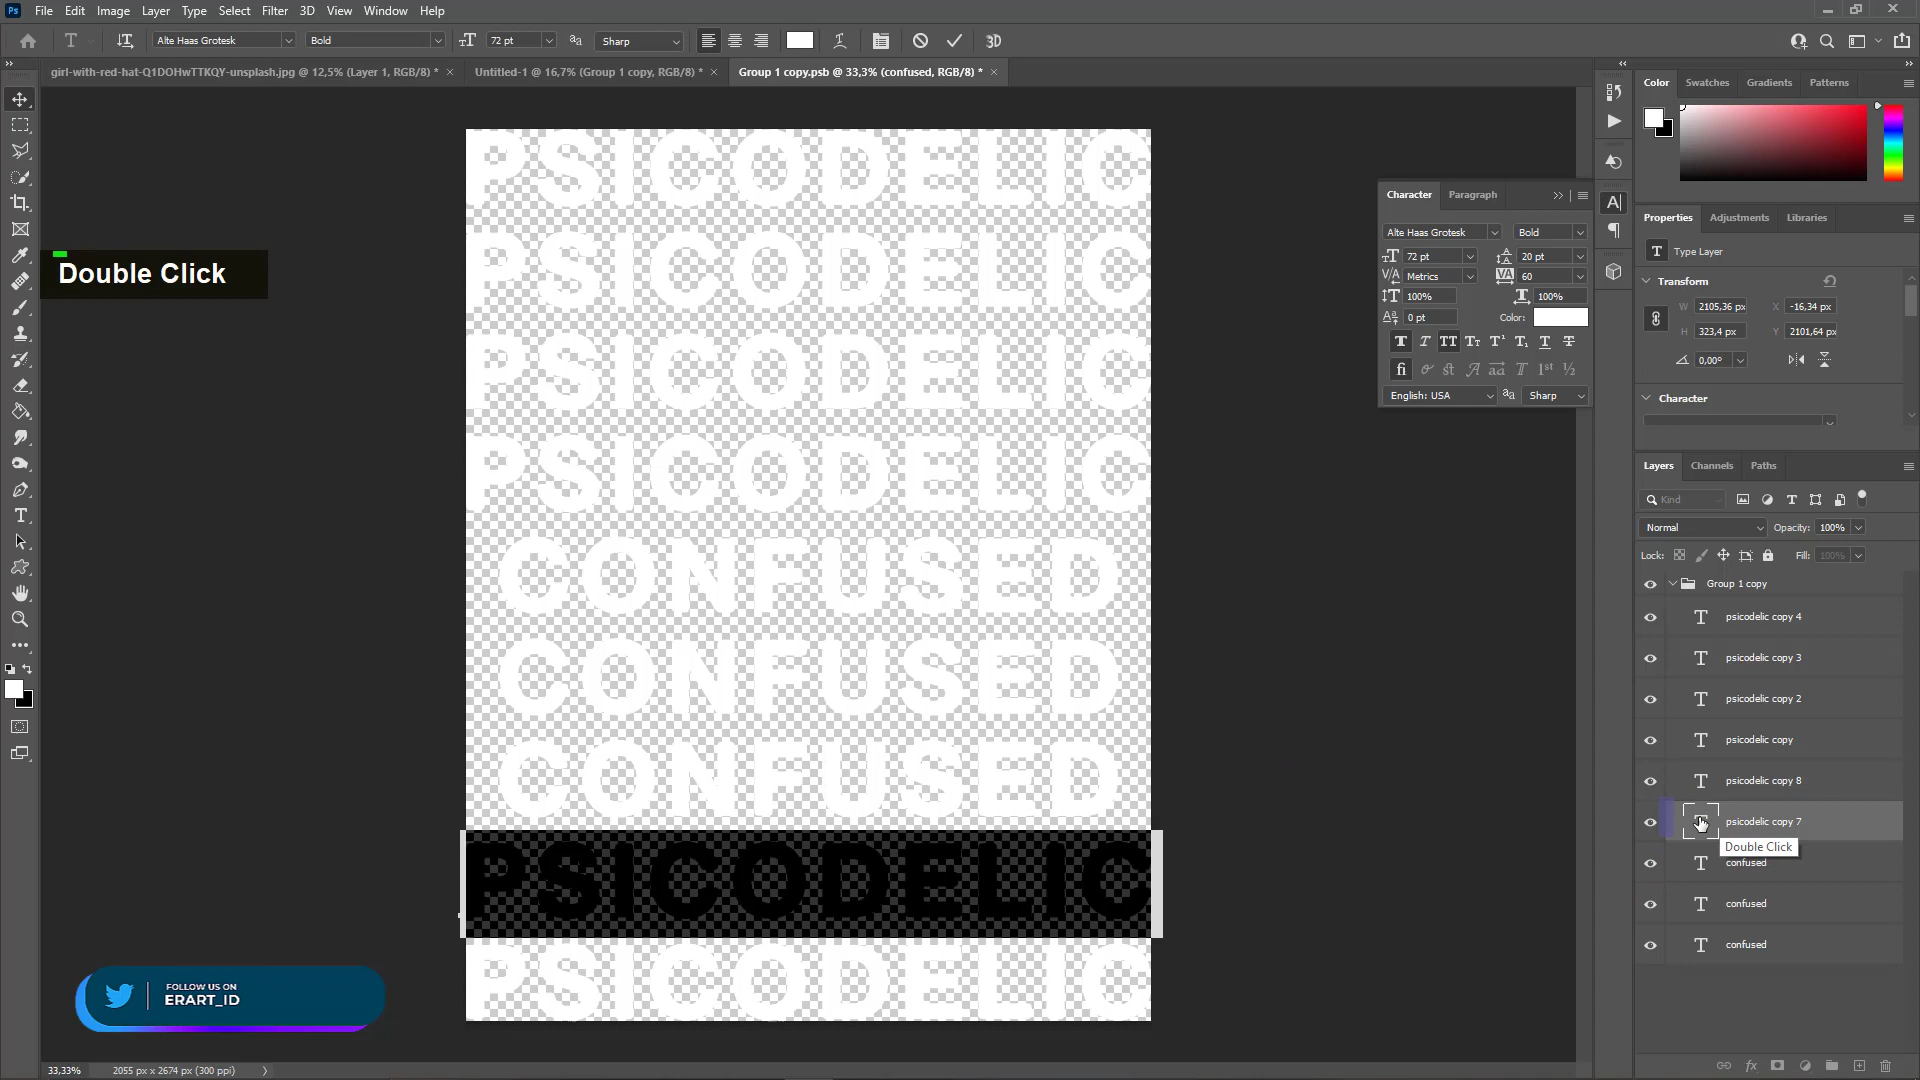 Ps File Edit Image Layer Type Select Filter 3D View Window Help
Alte Haas Grotesk Bold 72 pt Sharp 3D
girl-with-red-hat-Q1DOHwTTKQY-unsplash.jpg @ 12,5% (Layer 1, RGB/8) *
Untitled-1 @ 16,7% (Group 1 copy, RGB/8) *
Group 1 copy.psb @ 33,3% (confused, RGB/8) *
Double Click
PSICODELIC
PSICODELIC
PSICODELIC
PSICODELIC
CONFUSED
CONFUSED
CONFUSED
PSICODELIC
PSICODELIC
FOLLOW US ON
ERART_ID
33,33% 2055 px x 2674 px (300 ppi)
Character Paragraph
Alte Haas Grotesk Bold
72 pt 20 pt
Metrics 60
100% 100%
0 pt Color:
English: USA Sharp
Color Swatches Gradients Patterns
Properties Adjustments Libraries
Type Layer
Transform
W 2105,36 px X -16,34 px
H 323,4 px Y 2101,64 px
0,00°
Character
Layers Channels Paths
Kind
Normal Opacity: 100%
Lock: Fill: 100%
Group 1 copy
psicodelic copy 4
psicodelic copy 3
psicodelic copy 2
psicodelic copy
psicodelic copy 8
psicodelic copy 7
Double Click
confused
confused
confused